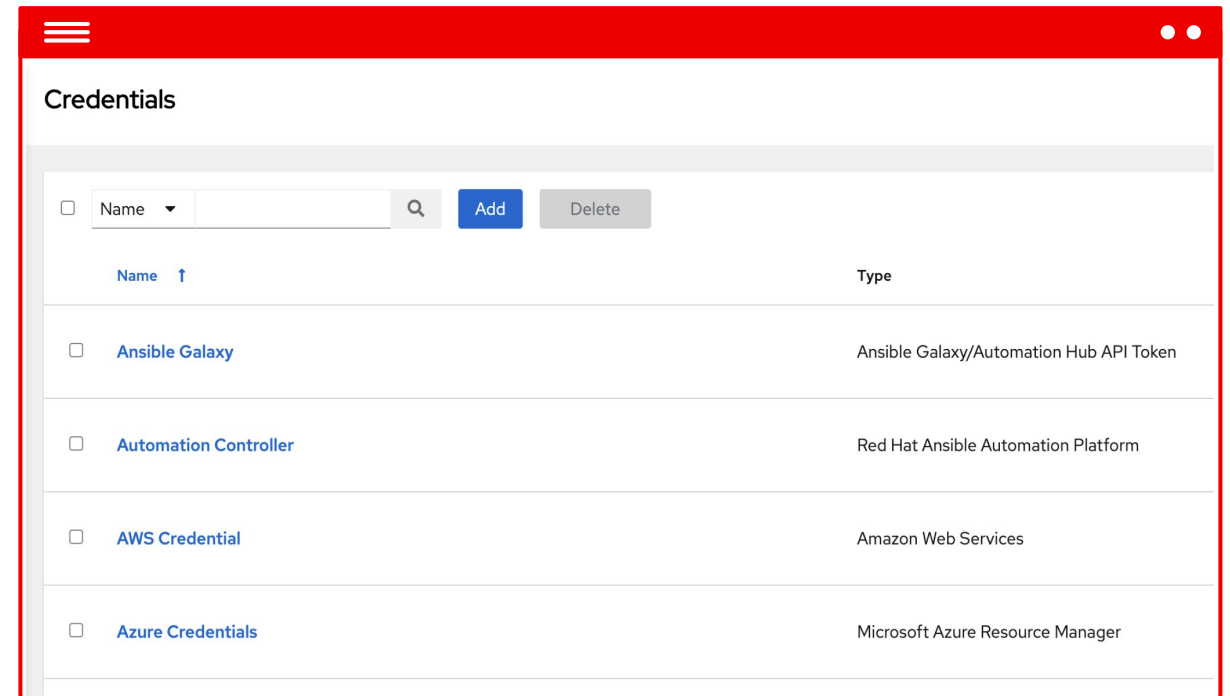 Credentials
Name Add Delete
Name Type
Ansible Galaxy Ansible Galaxy/Automation Hub API Token
Automation Controller Red Hat Ansible Automation Platform
AWS Credential Amazon Web Services
Azure Credentials Microsoft Azure Resource Manager